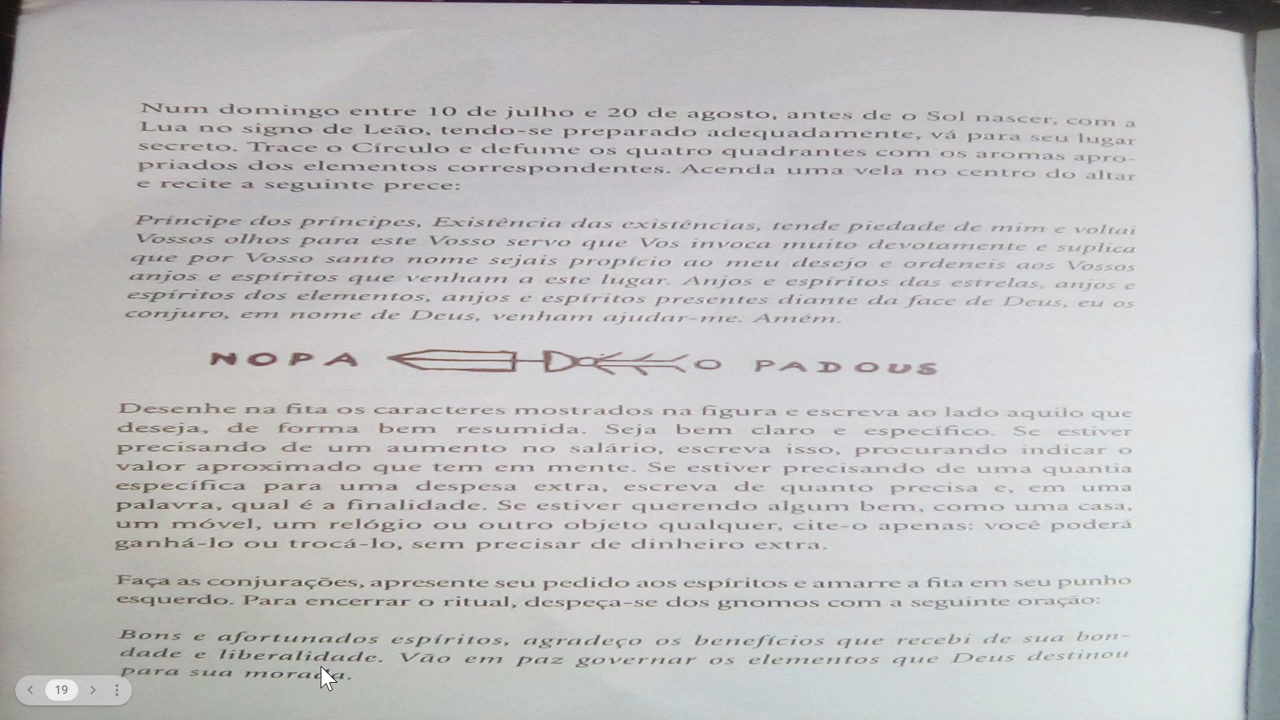 Num domingo entre 10 de julho e 20 de agosto, antes de o Sol nascer, com a
Lua no signo de Leão, tendo-se preparado adequadamente, vá para seu lugar
secreto. Trace o Círculo e defume os quatro quadrantes com os aromas apro-
priados dos elementos correspondentes. Acenda uma vela no centro do altar
e recite a seguinte prece:
Príncipe dos príncipes, Existência das existências, tende piedade de mim e voltai
Vossos olhos para este Vosso servo que Vos invoca muito devotamente e suplica
que por Vosso santo nome sejais propício ao meu desejo e ordeneis aos Vossos
anjos e espíritos que venham a este lugar. Anjos e espíritos das estrelas, anjos e
espíritos dos elementos, anjos e espíritos presentes diante da face de Deus, eu os
conjuro, em nome de Deus, venham ajudar-me. Amém.
NOPA PADOUS
Desenhe na fita os caracteres mostrados na figura e escreva ao lado aquilo que
deseja, de forma bem resumida. Seja bem claro e específico. Se estiver
precisando de um aumento no salário, escreva isso, procurando indicar o
valor aproximado que tem em mente. Se estiver precisando de uma quantia
específica para uma despesa extra, escreva de quanto precisa e, em uma
palavra, qual é a finalidade. Se estiver querendo algum bem, como uma casa,
um móvel, um relógio ou outro objeto qualquer, cite-o apenas: você poderá
ganhá-lo ou trocá-lo, sem precisar de dinheiro extra.
Faça as conjurações, apresente seu pedido aos espíritos e amarre a fita em seu punho
esquerdo. Para encerrar o ritual, despeça-se dos gnomos com a seguinte oração:
Bons e afortunados espíritos, agradeço os benefícios que recebi de sua bon-
dade e liberalidade. Vão em paz governar os elementos que Deus destinou
para sua morada.
19